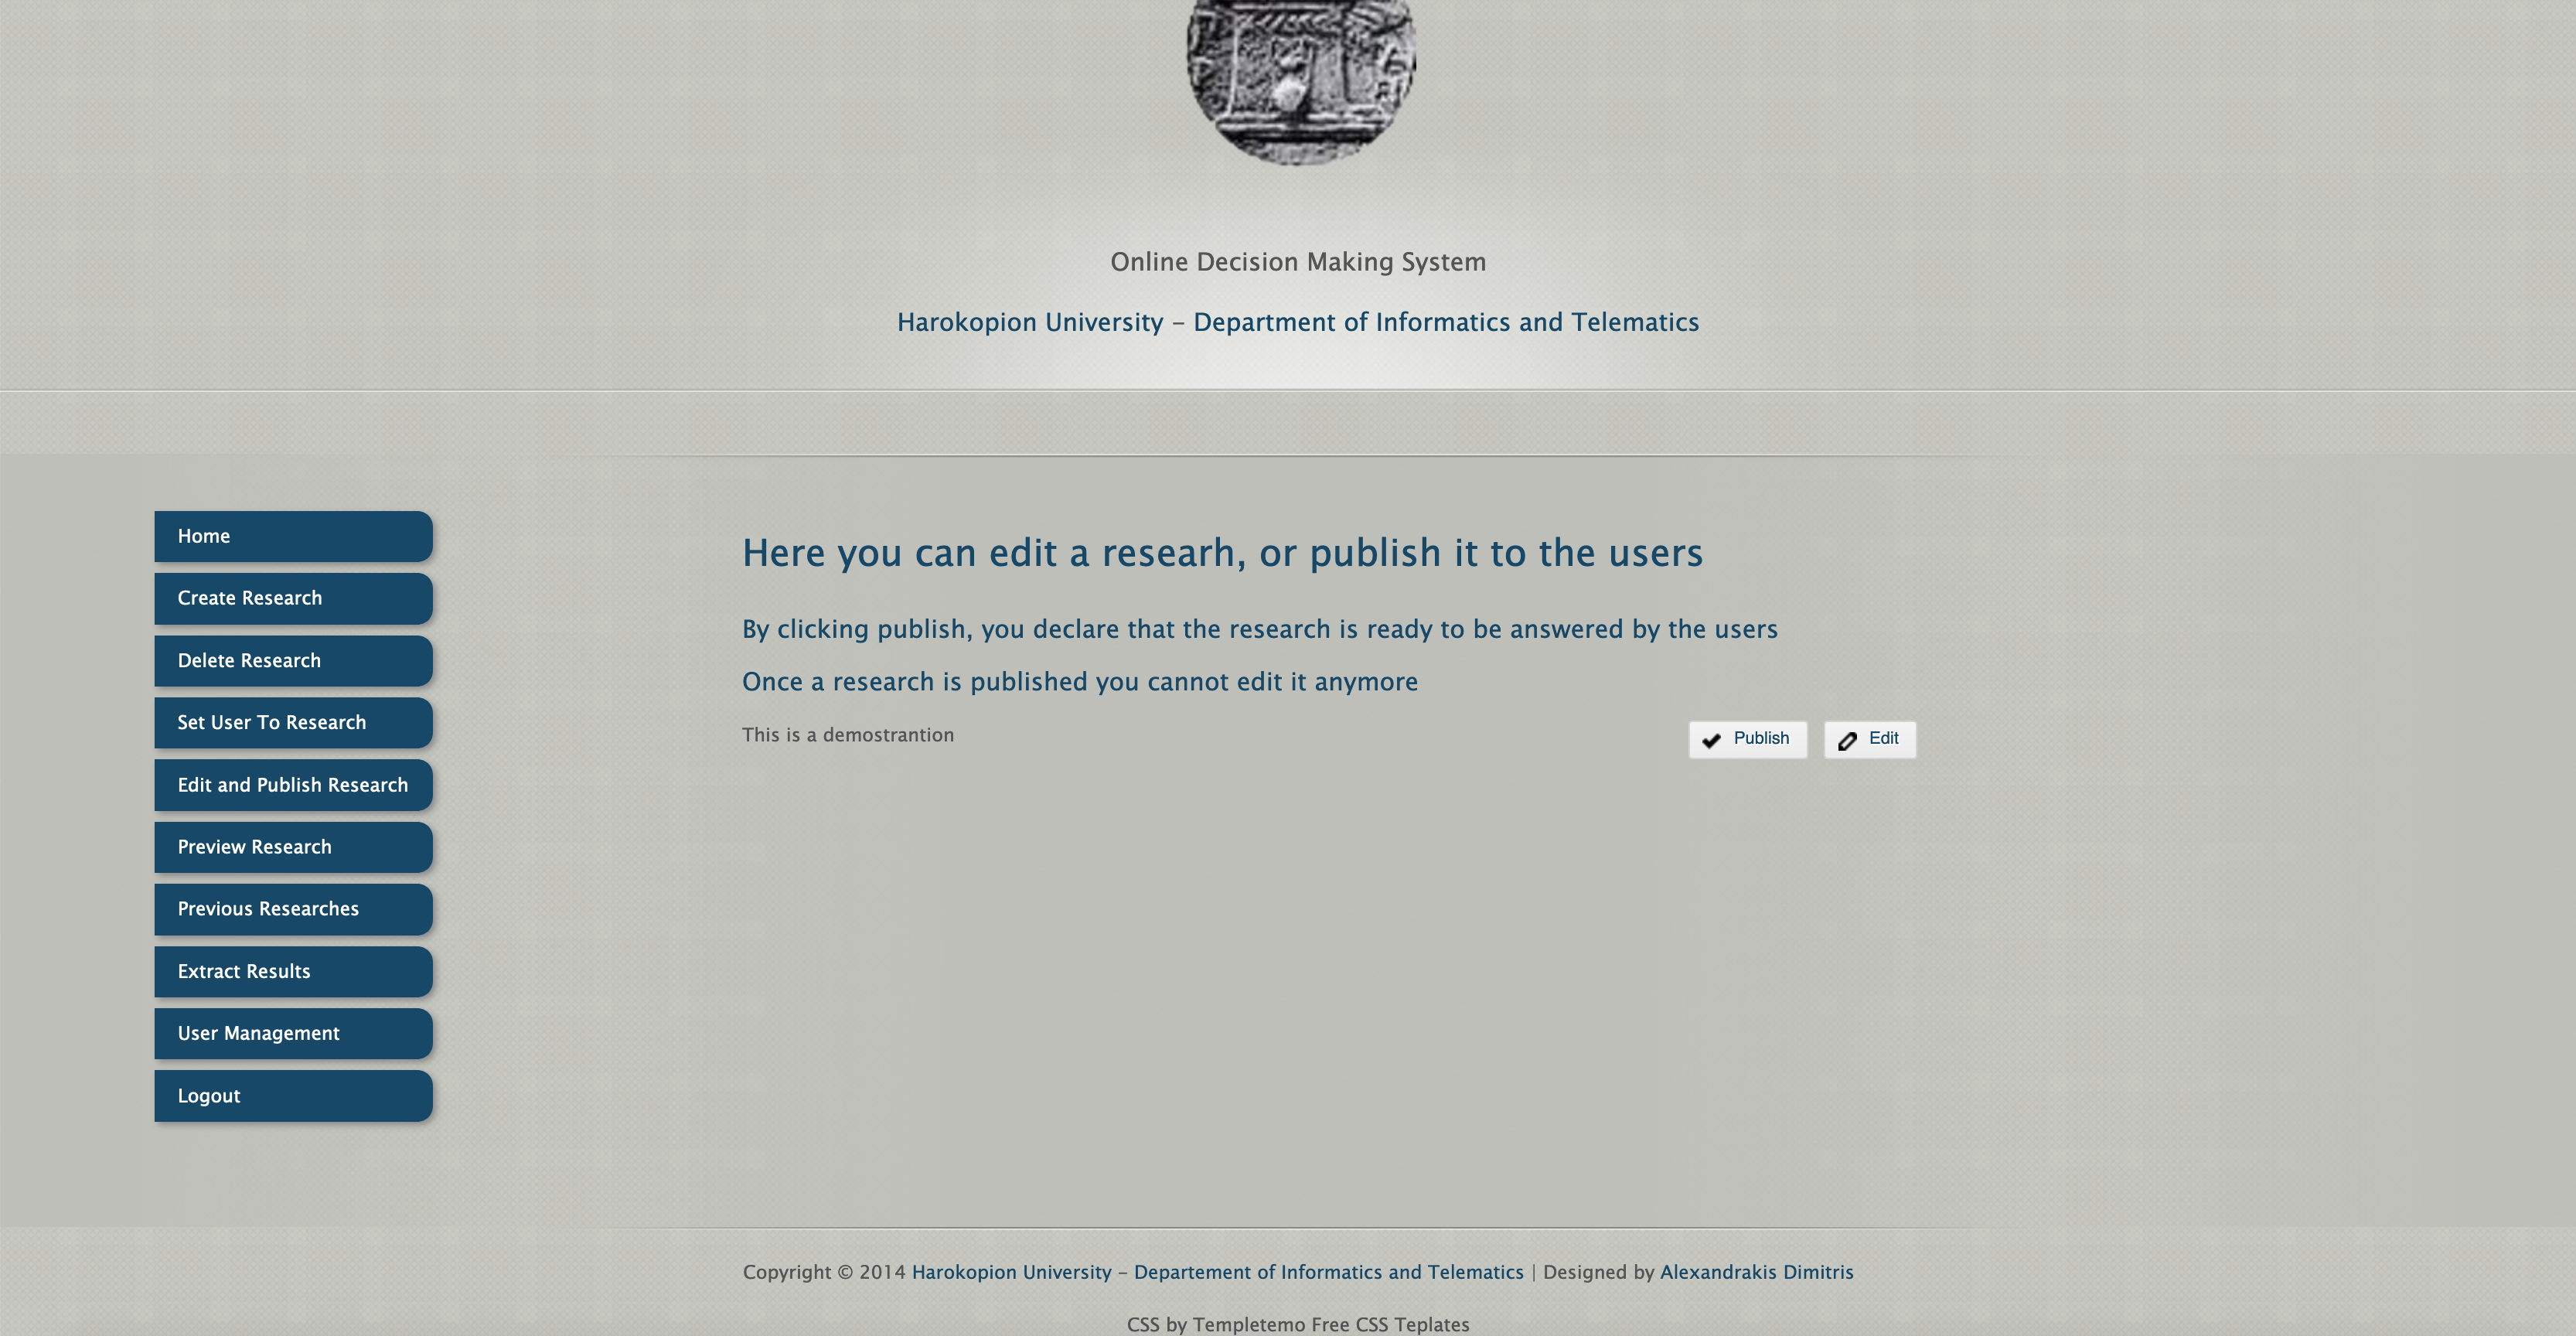 Online Decision Making System
Harokopion University - Department of Informatics and Telematics
Home
Create Research
Delete Research
Set User To Research
Edit and Publish Research
Preview Research
Previous Researches
Extract Results
User Management
Logout
Here you can edit a researh, or publish it to the users
By clicking publish, you declare that the research is ready to be answered by the users
Once a research is published you cannot edit it anymore
This is a demostrantion
Publish
Edit
Copyright © 2014 Harokopion University - Departement of Informatics and Telematics | Designed by Alexandrakis Dimitris
CSS by Templetemo Free CSS Teplates